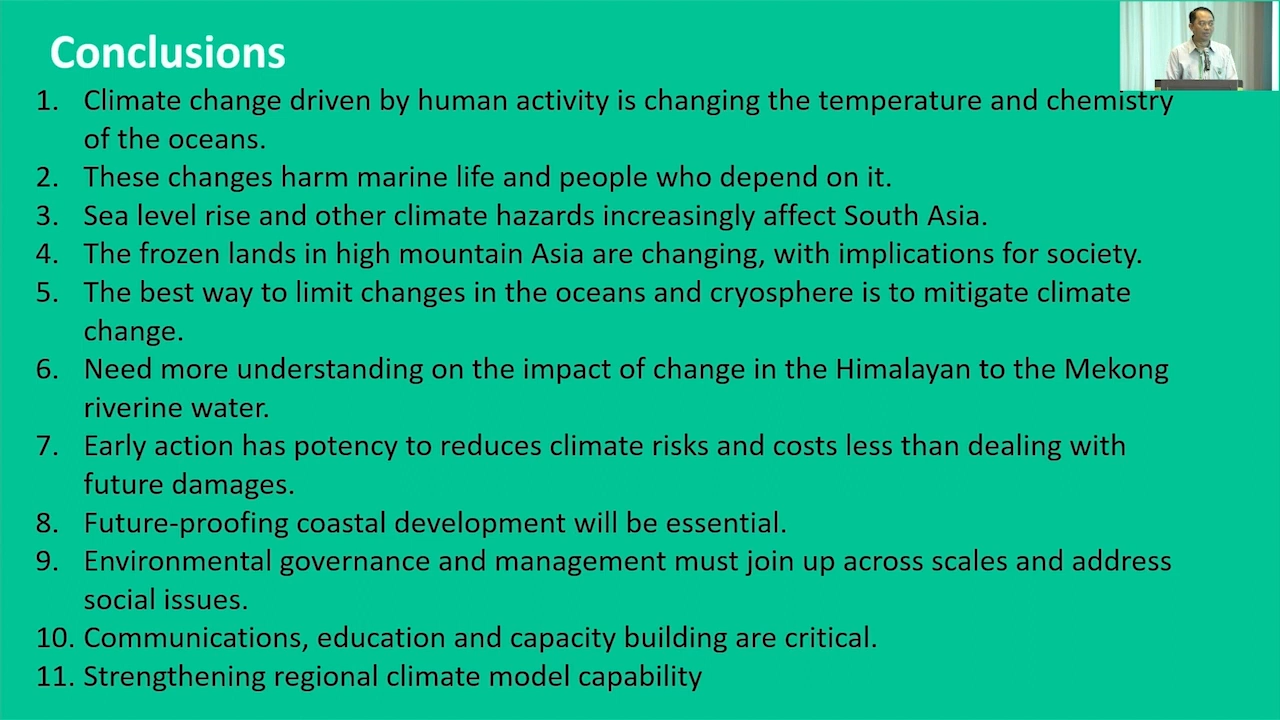 Conclusions
1. Climate change driven by human activity is changing the temperature and chemistry
of the oceans.
2. These changes harm marine life and people who depend on it.
3. Sea level rise and other climate hazards increasingly affect South Asia.
4. The frozen lands in high mountain Asia are changing, with implications for society.
5. The best way to limit changes in the oceans and cryosphere is to mitigate climate
change.
6. Need more understanding on the impact of change in the Himalayan to the Mekong
riverine water.
7. Early action has potency to reduces climate risks and costs less than dealing with
future damages.
8. Future-proofing coastal development will be essential.
9. Environmental governance and management must join up across scales and address
social issues.
10. Communications, education and capacity building are critical.
11. Strengthening regional climate model capability